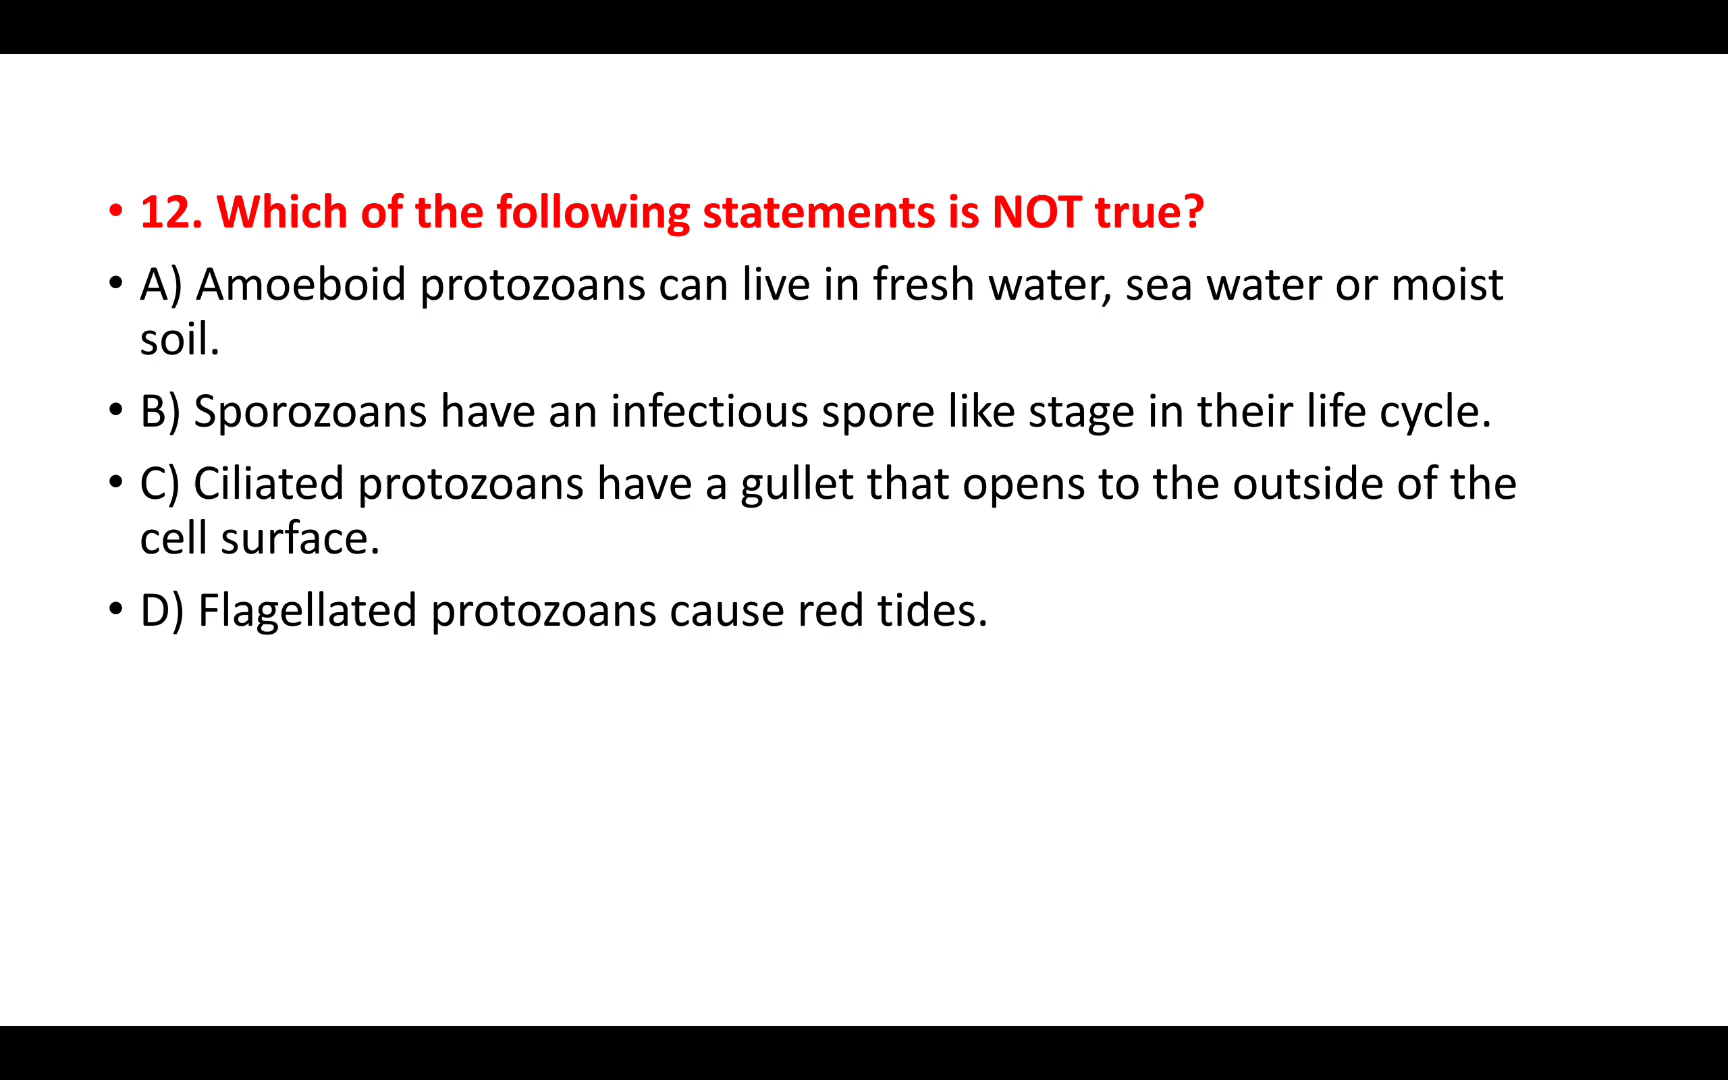 • 12. Which of the following statements is NOT true?
• A) Amoeboid protozoans can live in fresh water, sea water or moist
soil.
• B) Sporozoans have an infectious spore like stage in their life cycle.
• C) Ciliated protozoans have a gullet that opens to the outside of the
cell surface.
• D) Flagellated protozoans cause red tides.